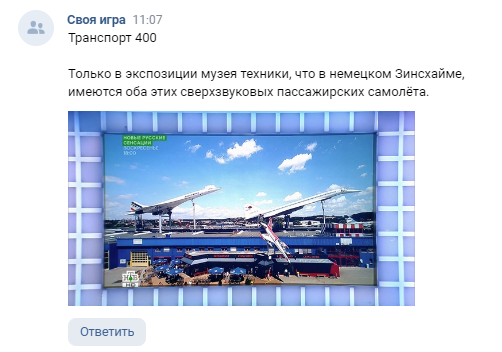 Своя игра 11:07
Транспорт 400
Только в экспозиции музея техники, что в немецком Зинсхайме,
имеются оба этих сверхзвуковых пассажирских самолёта.
НОВЫЕ РУССКИЕ
СЕНСАЦИИ
ВОСКРЕСЕНЬЕ
НТВ
Ответить